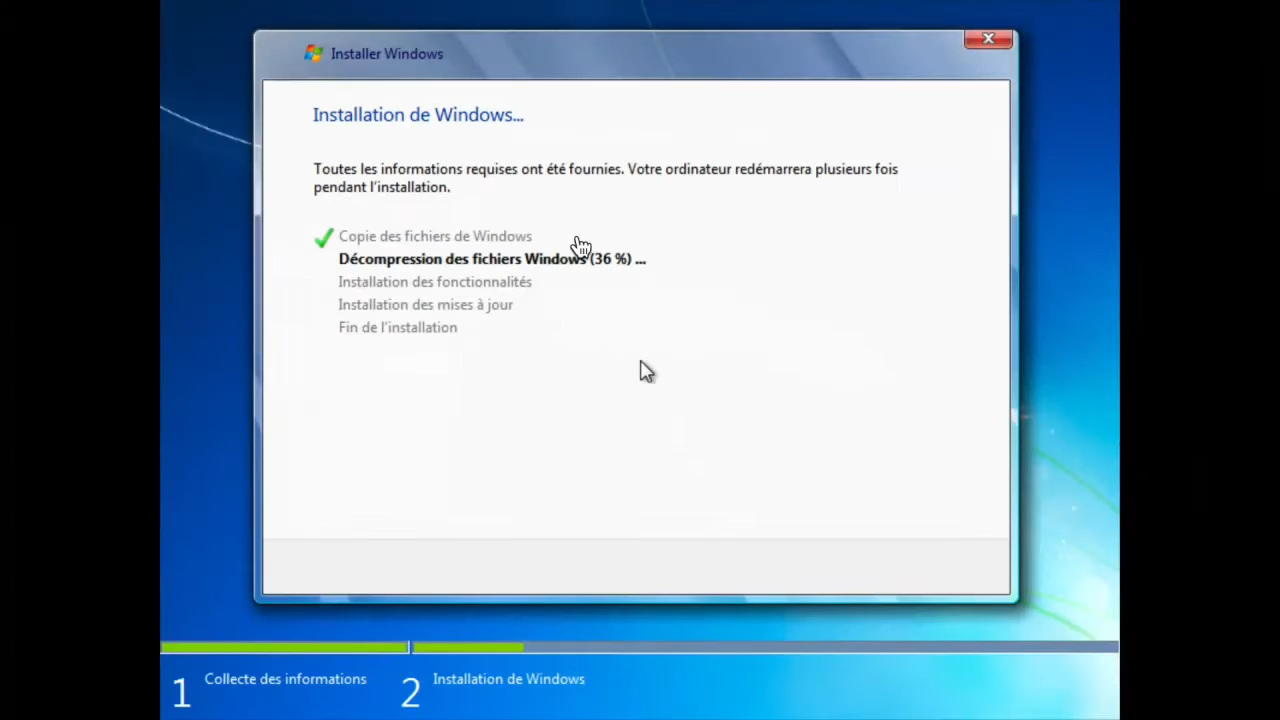 Installer Windows
Installation de Windows...
Toutes les informations requises ont été fournies. Votre ordinateur redémarrera plusieurs fois
pendant l'installation.
Copie des fichiers de Windows
Décompression des fichiers Windows (36 %) ...
Installation des fonctionnalités
Installation des mises à jour
Fin de l'installation
1 Collecte des informations
2 Installation de Windows